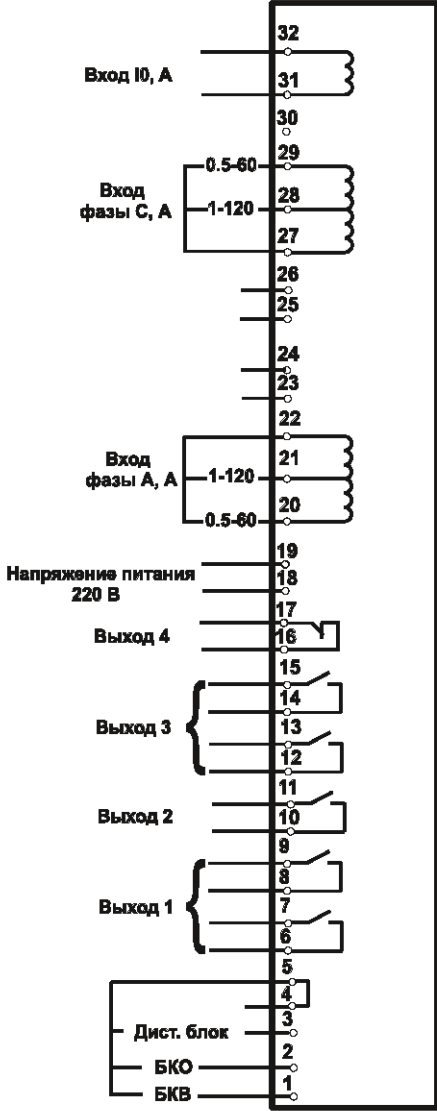 32
Вход I0, А
31
30
29
0.5-60
Вход
фазы С, А
28
1-120
27
26
25
24
23
22
Вход
фазы А, А
21
1-120
20
0.5-60
19
Напряжение питания
220 В
18
17
Выход 4
16
15
14
Выход 3
13
12
11
Выход 2
10
9
8
Выход 1
7
6
5
4
3
Дист. блок
2
БКО
1
БКВ